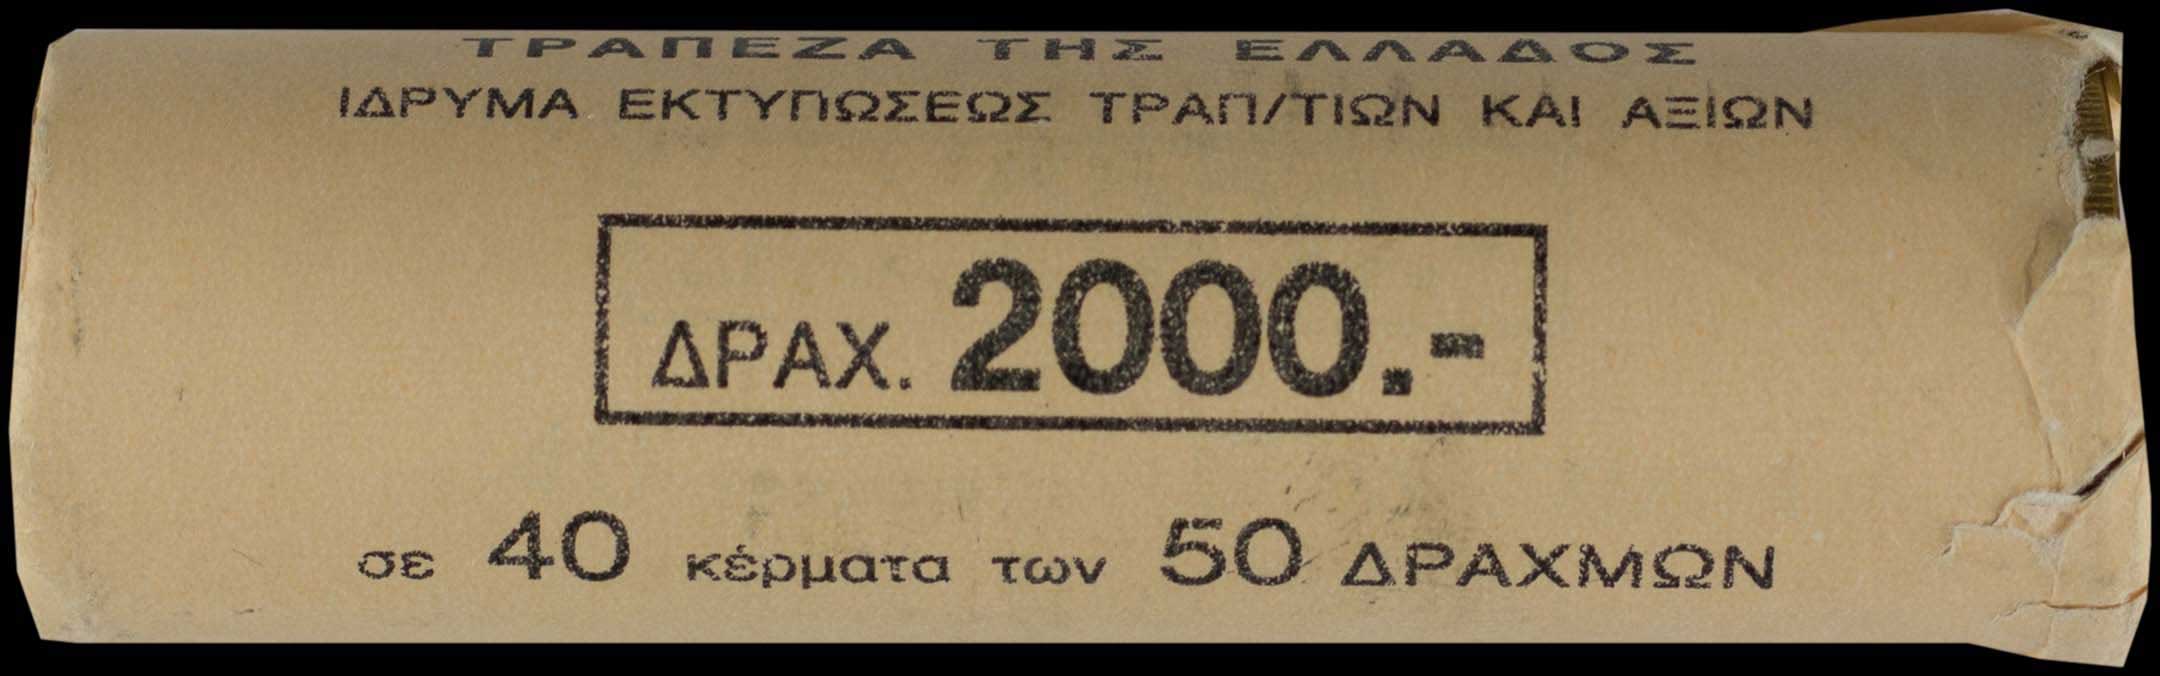 ΤΡΑΠΕΖΑ ΤΗΣ ΕΛΛΑΔΟΣ
ΙΔΡΥΜΑ ΕΚΤΥΠΩΣΕΩΣ ΤΡΑΠ/ΤΙΩΝ ΚΑΙ ΑΞΙΩΝ
ΔΡΑΧ. 2000.-
σε 40 κέρματα των 50 ΔΡΑΧΜΩΝ